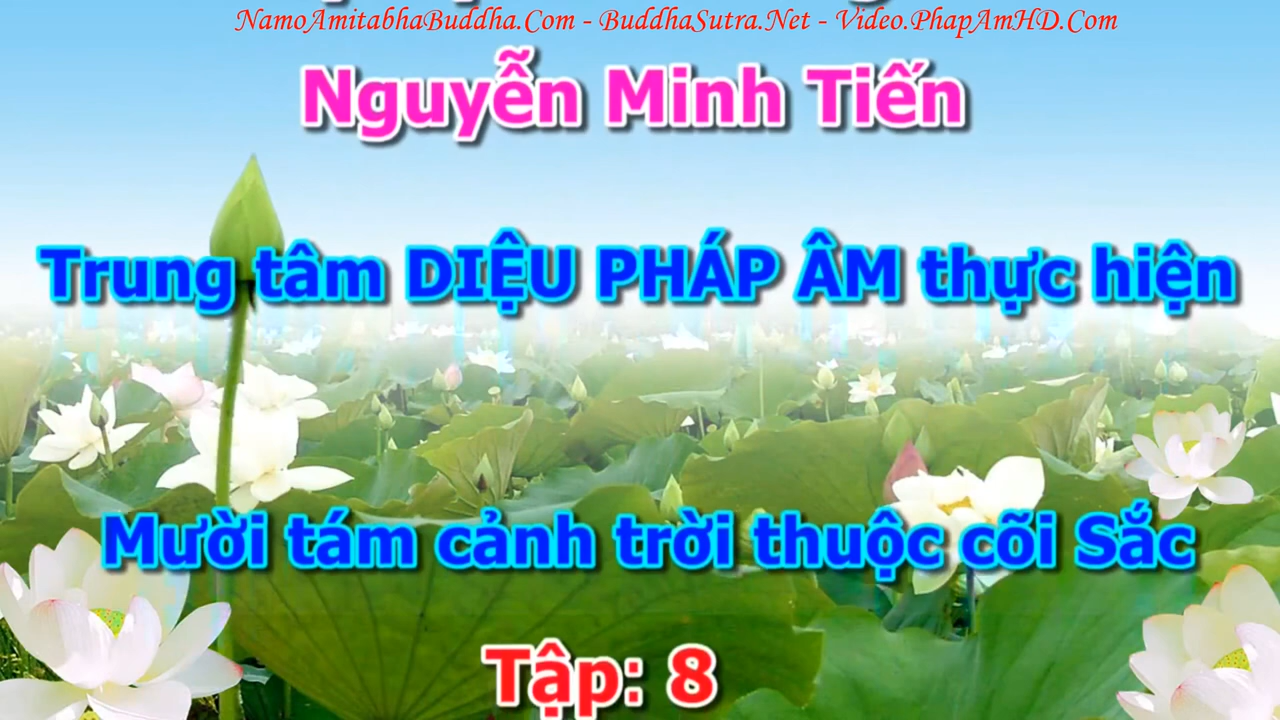 NamoAmitabhaBuddha.Com - BuddhaSutra.Net - Video.PhapAmHD.Com
Nguyễn Minh Tiến
Trung tâm DIỆU PHÁP ÂM thực hiện
Mười tám cảnh trời thuộc cõi Sắc
Tập: 8